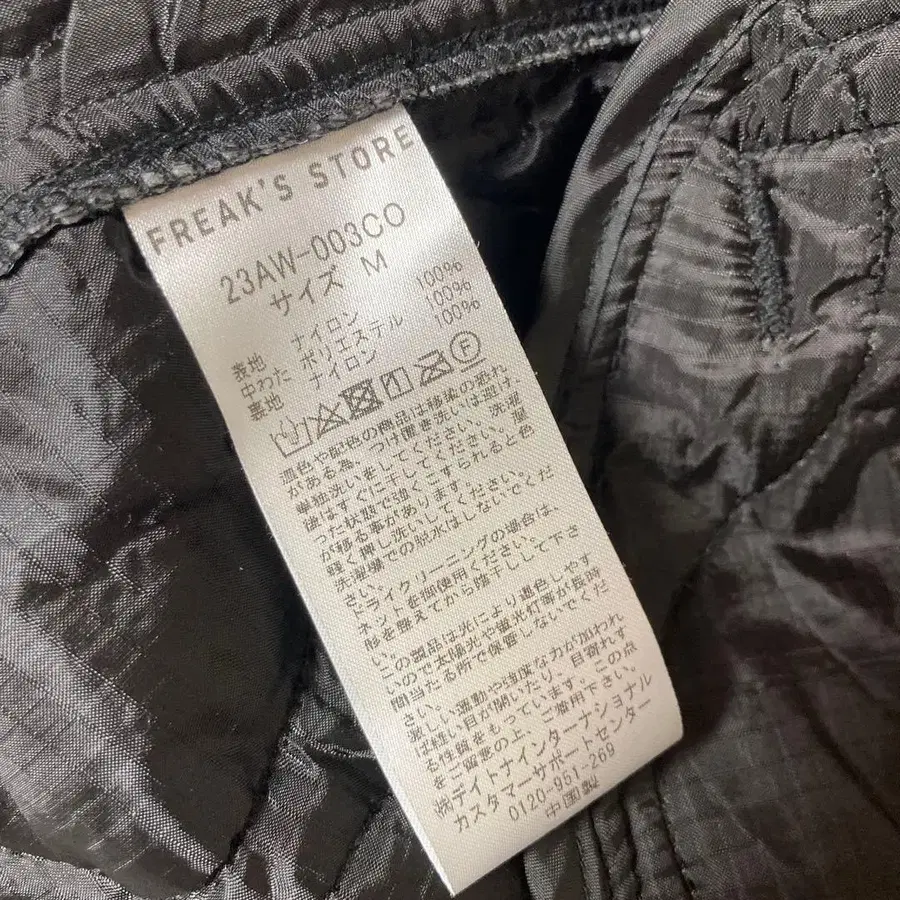 FREAK'S STORE
23AW-003CO
サイズ M
表地 ナイロン 100%
中わた ポリエステル 100%
裏地 ナイロン 100%
F
濃色や配色の商品は移染の恐れ
がある為、つけ置き洗いは避け、
単独洗いをしてください。洗濯
後はすぐに干してください。湿
った状態で強くこすられると色
が移る事があります。
軽く押し洗いしてください。
洗濯機での脱水はしないでくだ
さい。
ドライクリーニングの場合は、
ネットを御使用ください。
形を整えてから陰干しして下さ
い。
この製品は光により退色しやす
いので太陽光や蛍光灯等が長時
間当たる所で保管しないでくだ
さい。
激しい運動や過度な力が加われ
ば縫い目が開いたり、目寄れす
る性質をもっています。この点
をご留意の上、ご着用下さい。
㈱デイトナインターナショナル
カスタマーサポートセンター
0120-951-269
中国製